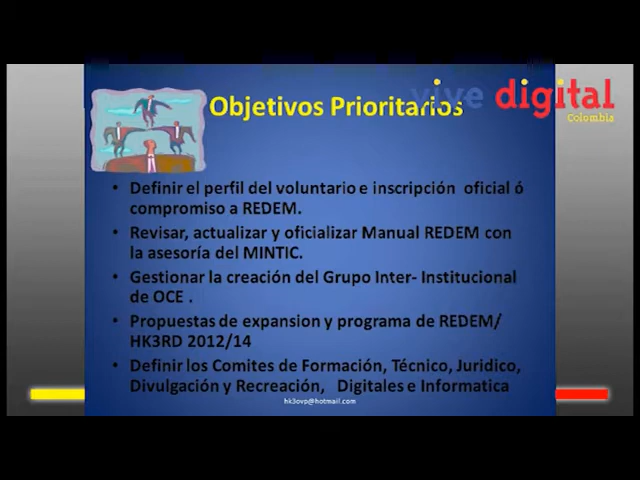 vive digital
Colombia
Objetivos Prioritarios
• Definir el perfil del voluntario e inscripción oficial ó
compromiso a REDEM.
• Revisar, actualizar y oficializar Manual REDEM con
la asesoría del MINTIC.
• Gestionar la creación del Grupo Inter- Institucional
de OCE .
• Propuestas de expansion y programa de REDEM/
HK3RD 2012/14
• Definir los Comites de Formación, Técnico, Juridico,
Divulgación y Recreación, Digitales e Informatica
hk3ovp@hotmail.com